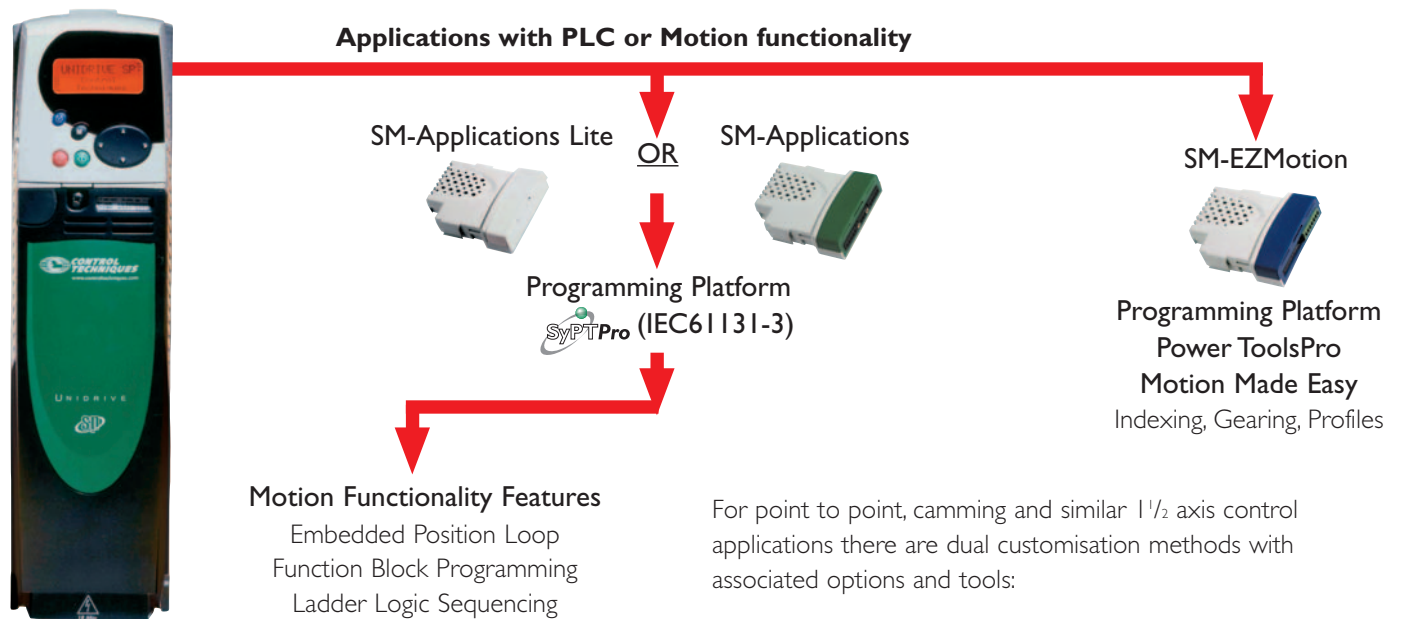 Applications with PLC or Motion functionality
UNIDRIVE SP
SM-Applications Lite
OR
SM-Applications
SM-EZMotion
CONTROL
TECHNIQUES
www.controltechniques.com
Programming Platform
SyPTPro (IEC61131-3)
Programming Platform
Power ToolsPro
Motion Made Easy
Indexing, Gearing, Profiles
UNIDRIVE
SP
Motion Functionality Features
Embedded Position Loop
Function Block Programming
Ladder Logic Sequencing
For point to point, camming and similar 1 1/2 axis control
applications there are dual customisation methods with
associated options and tools: